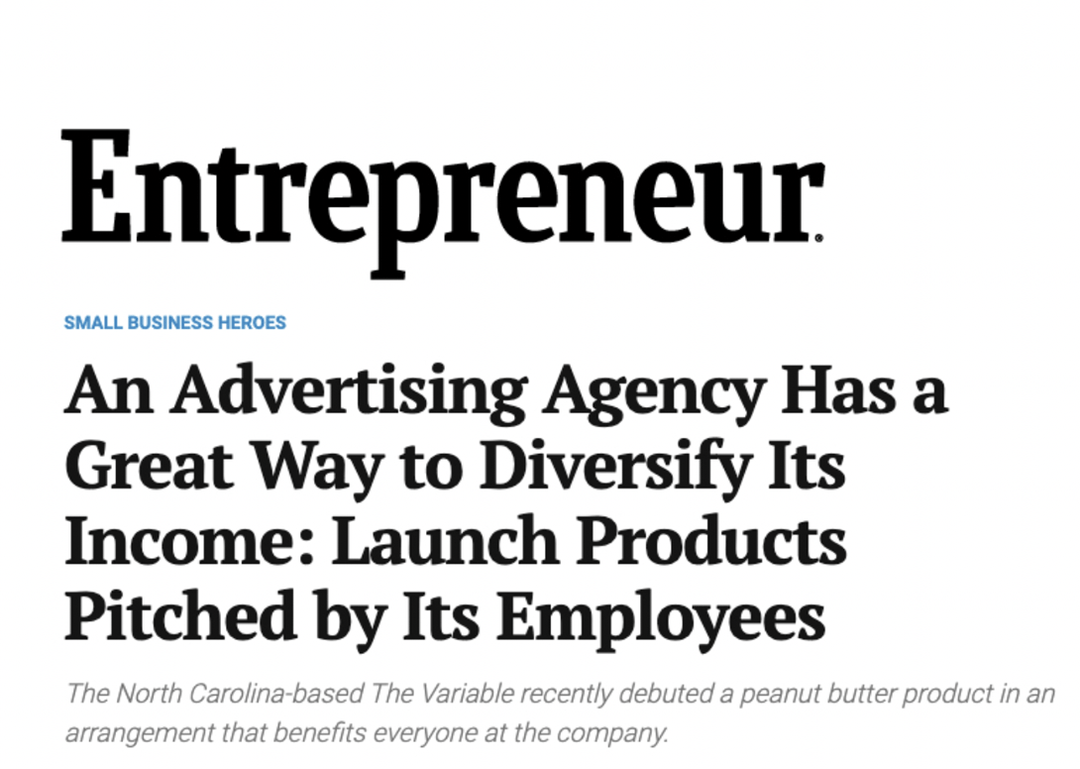 Entrepreneur®
SMALL BUSINESS HEROES
An Advertising Agency Has a
Great Way to Diversify Its
Income: Launch Products
Pitched by Its Employees
The North Carolina-based The Variable recently debuted a peanut butter product in an
arrangement that benefits everyone at the company.